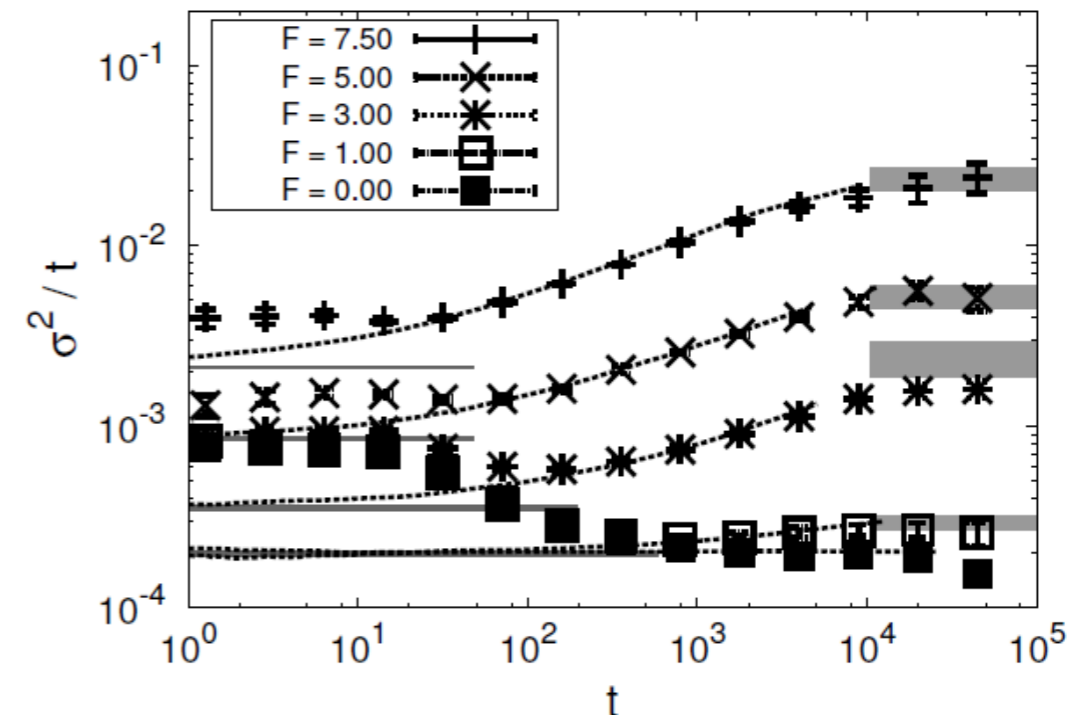 10^-1
10^-2
10^-3
10^-4
σ^2 / t
F = 7.50
F = 5.00
F = 3.00
F = 1.00
F = 0.00
10^0 10^1 10^2 10^3 10^4 10^5
t